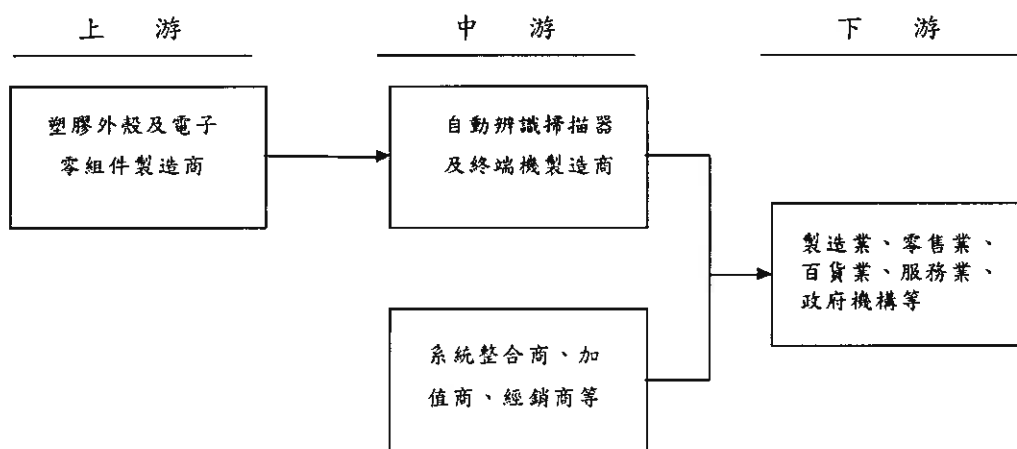 上 游
中 游
下 游
塑膠外殼及電子
零組件製造商
自動辨識掃描器
及終端機製造商
製造業、零售業、
百貨業、服務業、
政府機構等
系統整合商、加
值商、經銷商等